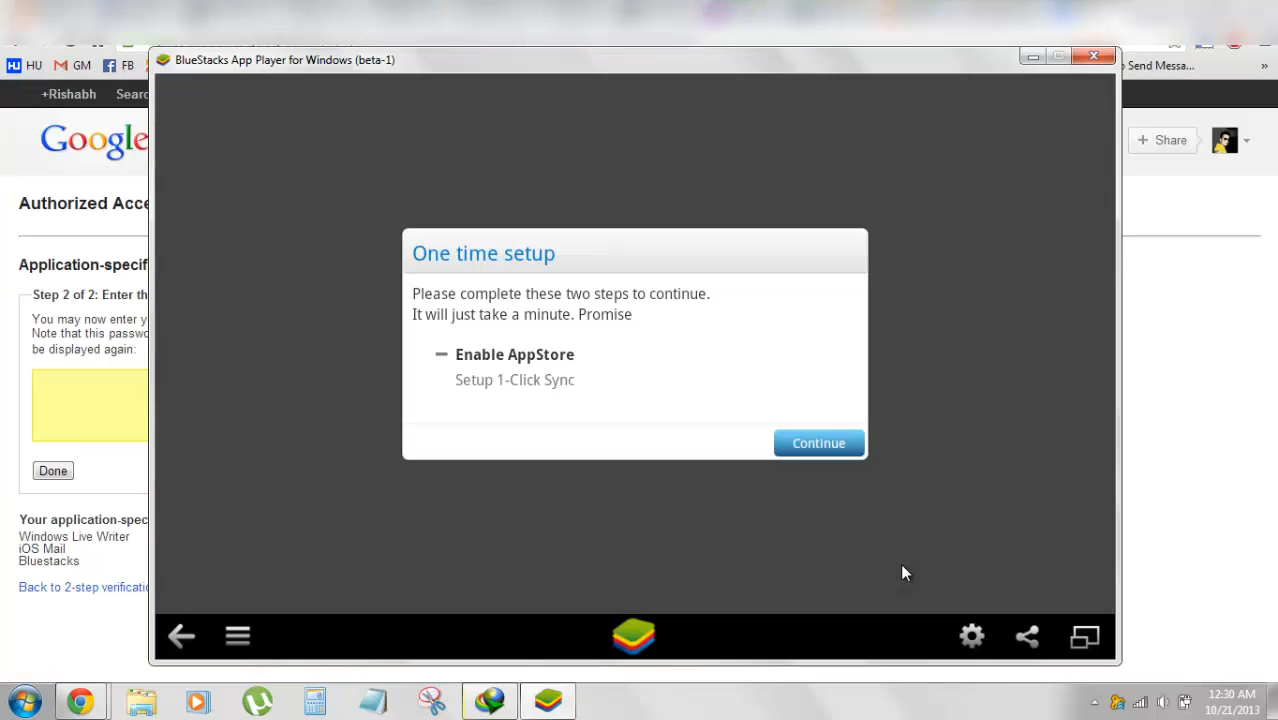 BlueStacks App Player for Windows (beta-1)
HU GM FB
Send Messa... »
+Rishabh Searc
Google
+ Share
Authorized Acce
Application-specif
Step 2 of 2: Enter th
You may now enter y
Note that this passwo
be displayed again:
Done
Your application-spec
Windows Live Writer
iOS Mail
Bluestacks
Back to 2-step verificatio
One time setup
Please complete these two steps to continue.
It will just take a minute. Promise
Enable AppStore
Setup 1-Click Sync
Continue
12:30 AM
10/21/2013